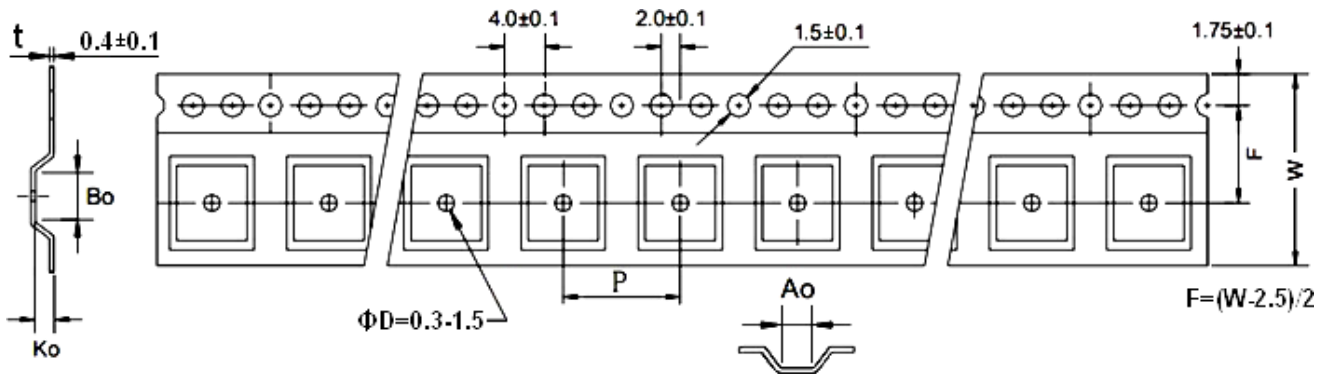 4.0±0.1
2.0±0.1
1.5±0.1
1.75±0.1
t
0.4±0.1
Bo
F
W
P
Ao
ΦD=0.3-1.5
F=(W-2.5)/2
Ko